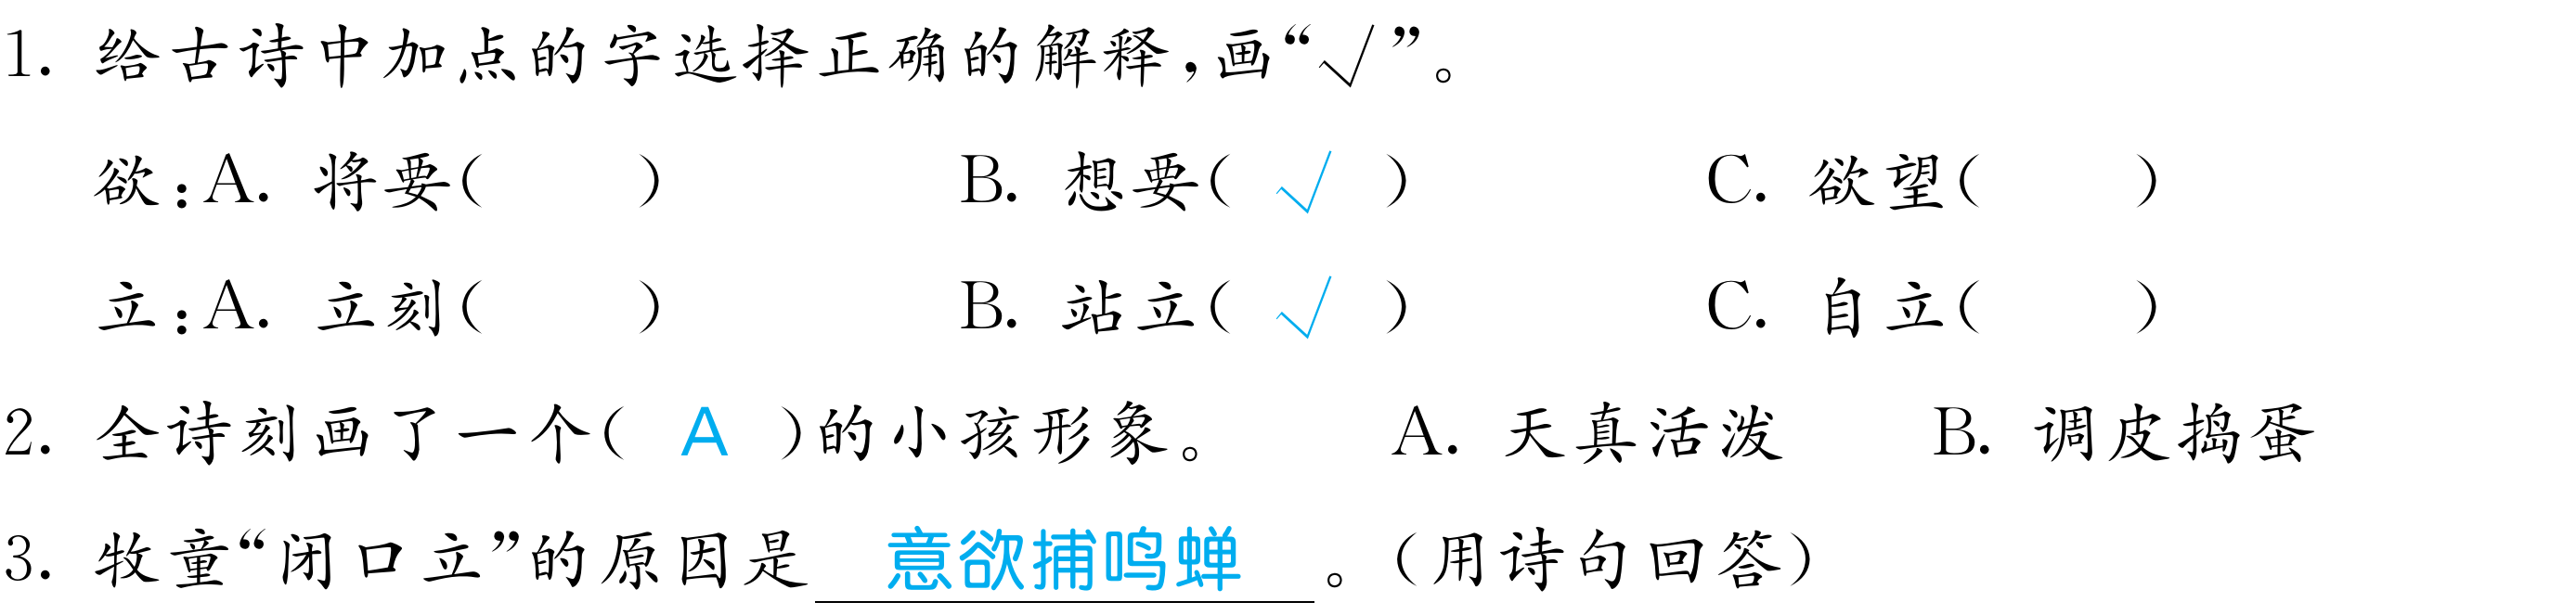 1. 给古诗中加点的字选择正确的解释,画“√”。
欲:A. 将要(    )    B. 想要( √ )    C. 欲望(    )
立:A. 立刻(    )    B. 站立( √ )    C. 自立(    )
2. 全诗刻画了一个( A )的小孩形象。    A. 天真活泼    B. 调皮捣蛋
3. 牧童“闭口立”的原因是 意欲捕鸣蝉 。(用诗句回答)